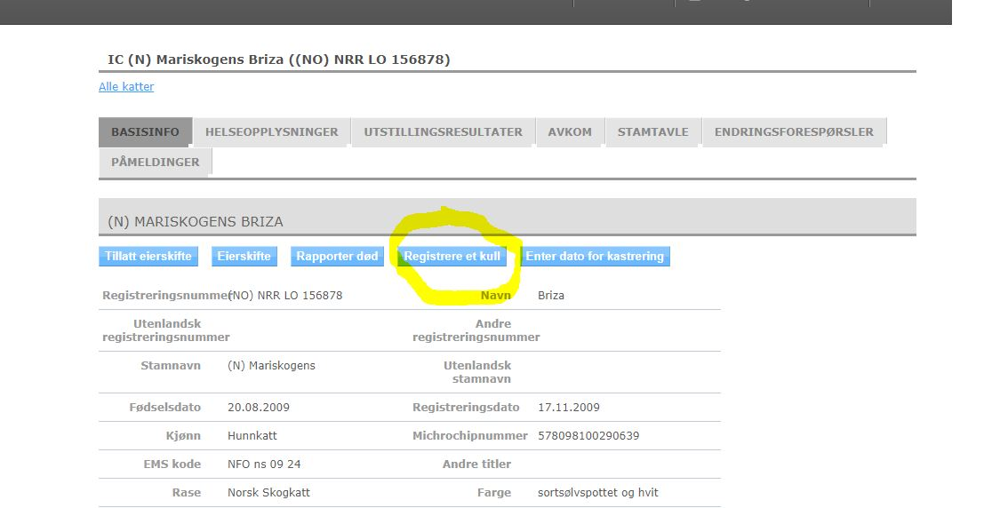 IC (N) Mariskogens Briza ((NO) NRR LO 156878)
Alle katter
BASISINFO HELSEOPPLYSNINGER UTSTILLINGSRESULTATER AVKOM STAMTAVLE ENDRINGSFORESPØRSLER
PÅMELDINGER
(N) MARISKOGENS BRIZA
Tillatt eierskifte Eierskifte Rapporter død Registrere et kull Enter dato for kastrering
Registreringsnummer (NO) NRR LO 156878 Navn Briza
Utenlandsk registreringsnummer Andre registreringsnummer
Stamnavn (N) Mariskogens Utenlandsk stamnavn
Fødselsdato 20.08.2009 Registreringsdato 17.11.2009
Kjønn Hunnkatt Michrochipnummer 578098100290639
EMS kode NFO ns 09 24 Andre titler
Rase Norsk Skogkatt Farge sortsølvspottet og hvit